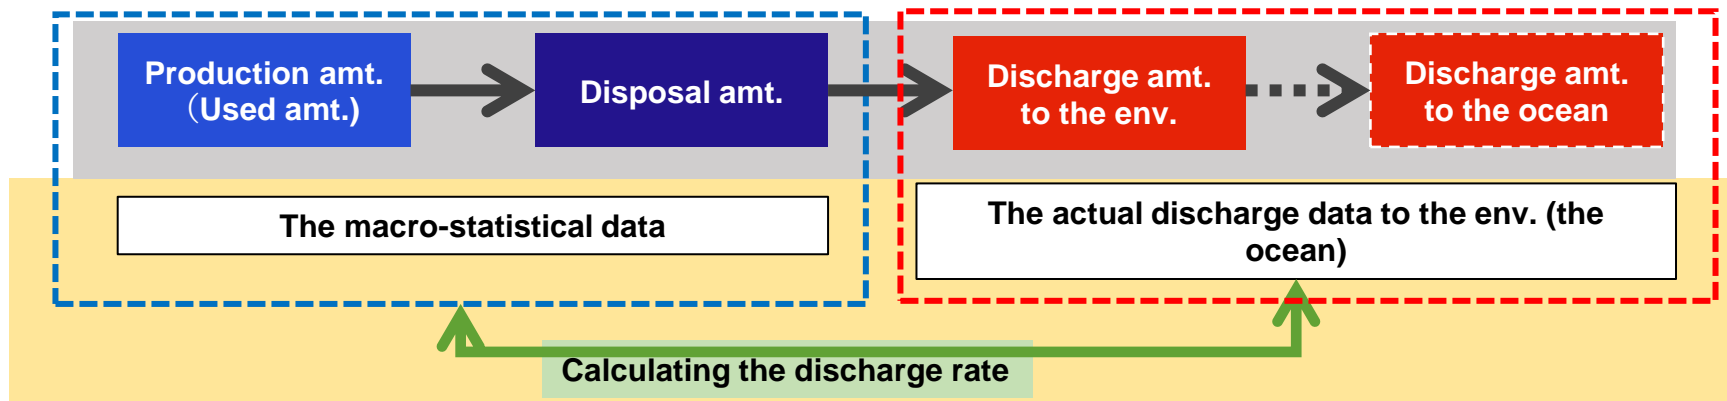 Production amt.
（Used amt.)
Disposal amt.
Discharge amt.
to the env.
Discharge amt.
to the ocean
The macro-statistical data
The actual discharge data to the env. (the
ocean)
Calculating the discharge rate